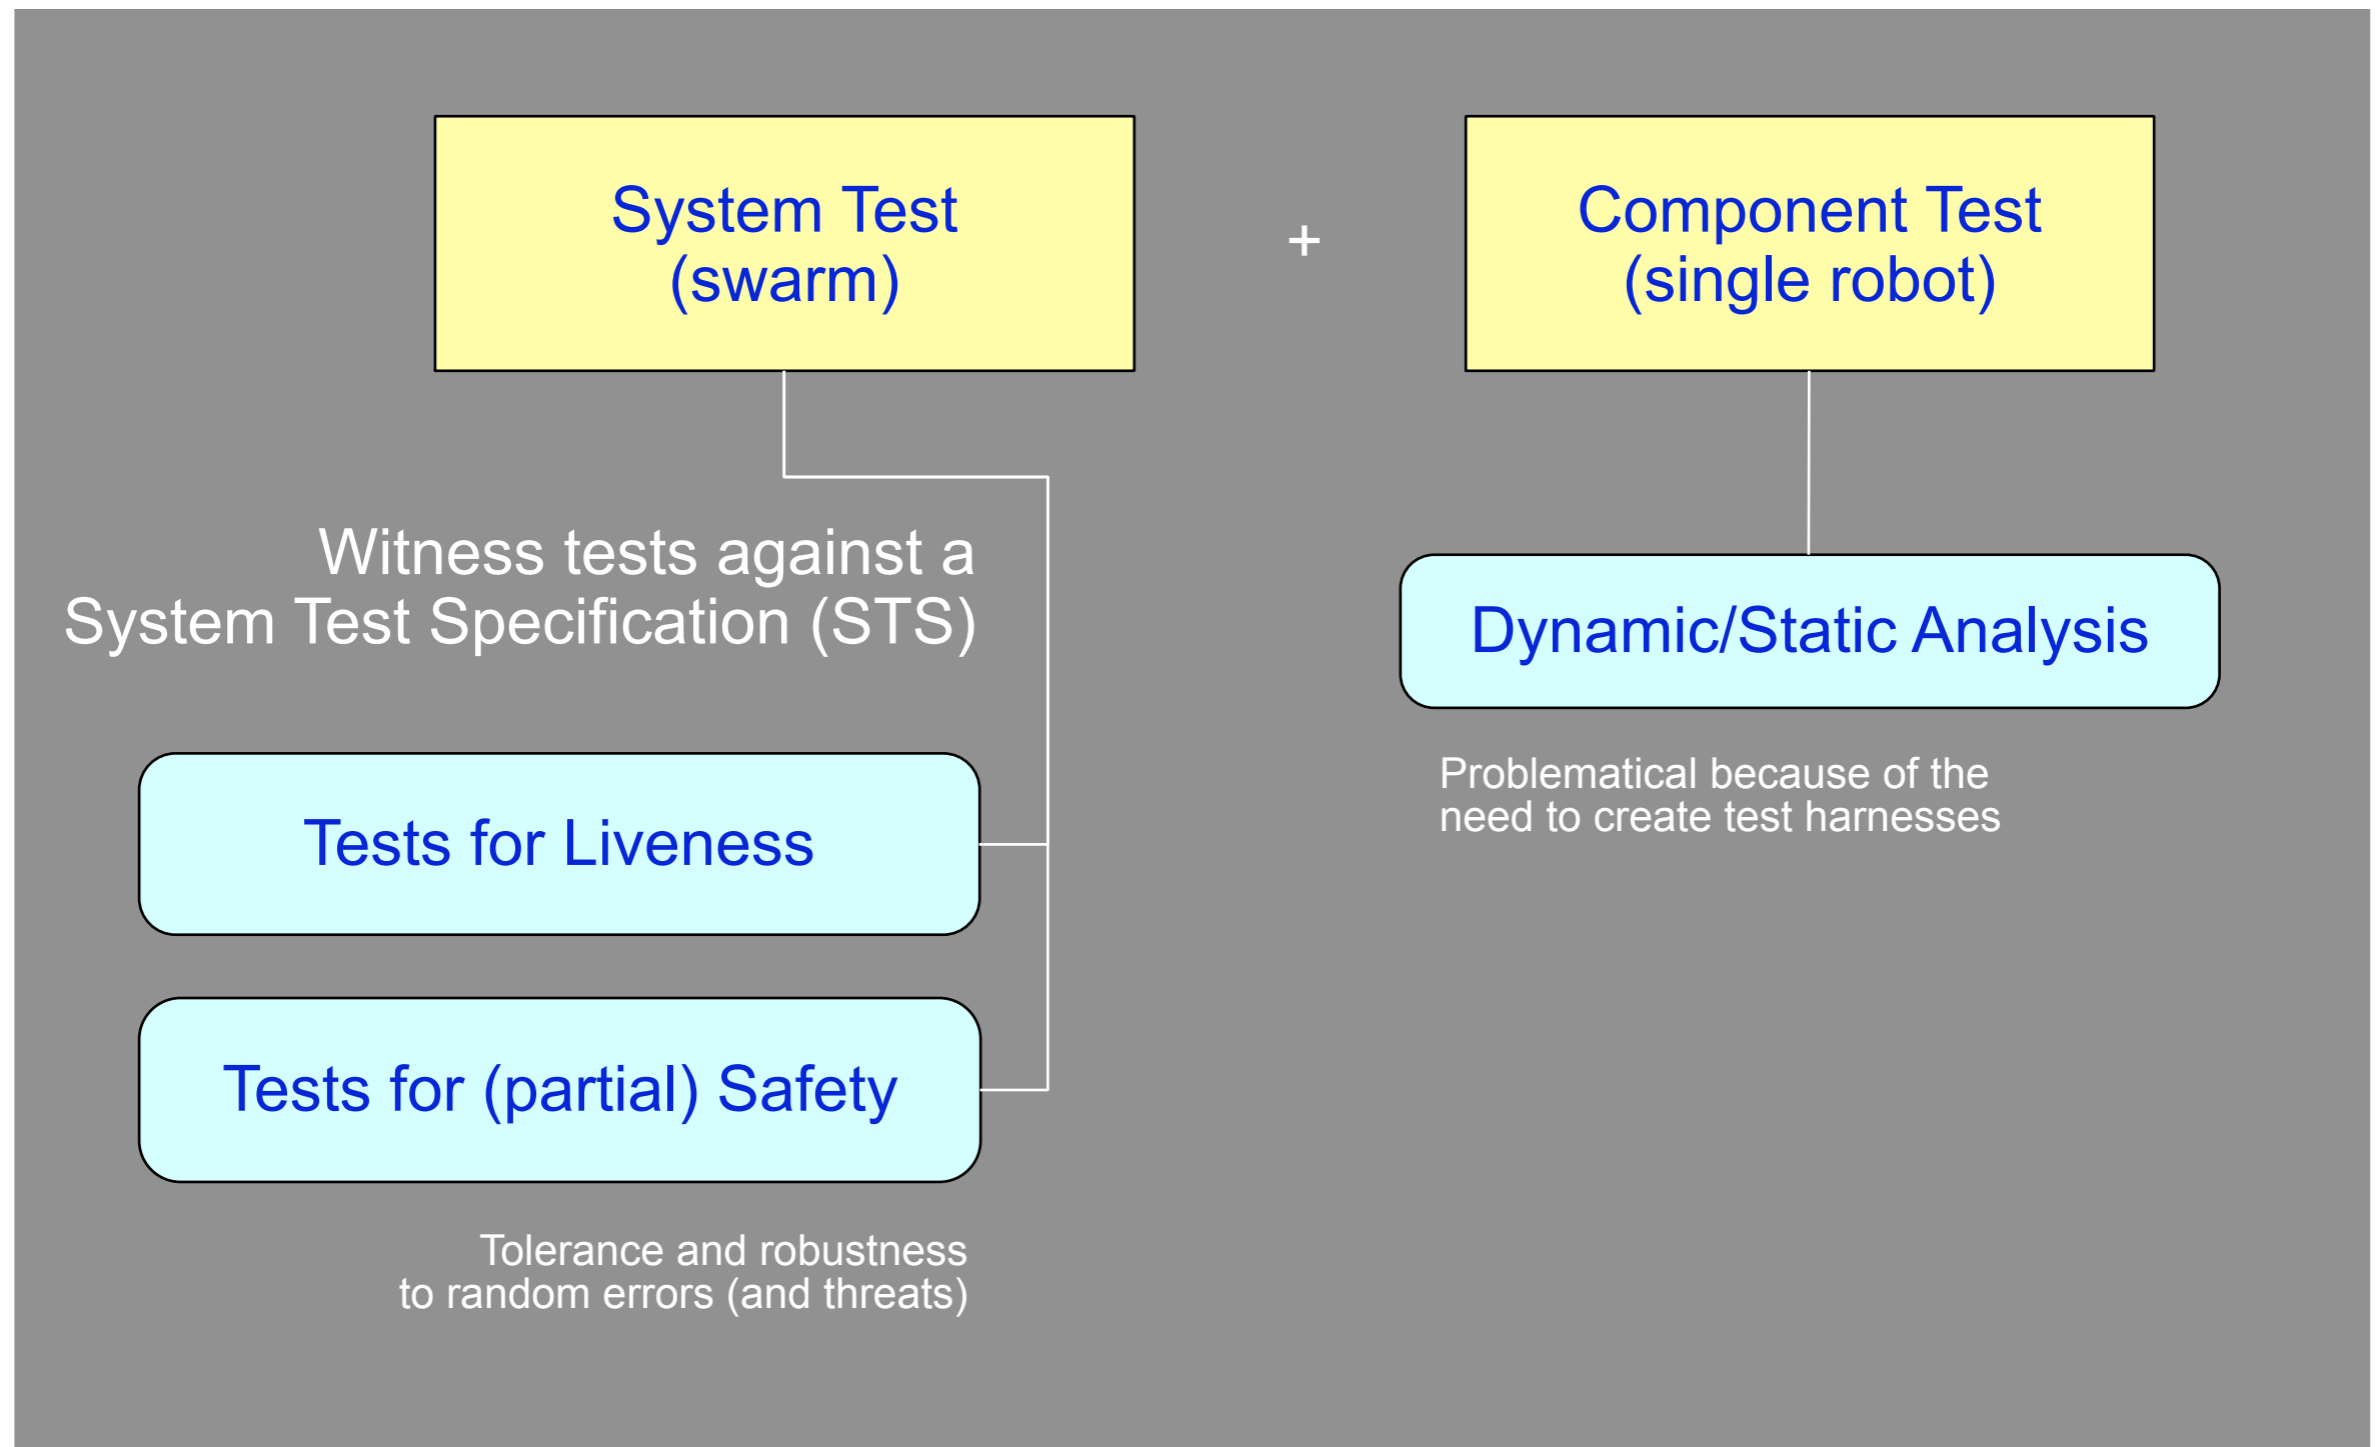 System Test
(swarm)
+
Component Test
(single robot)
Witness tests against a
System Test Specification (STS)
Tests for Liveness
Tests for (partial) Safety
Tolerance and robustness
to random errors (and threats)
Dynamic/Static Analysis
Problematical because of the
need to create test harnesses